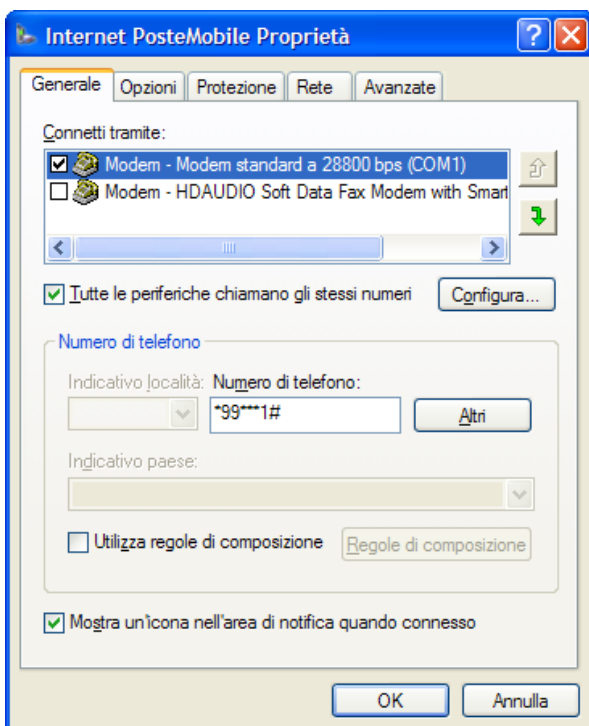 Internet PosteMobile Proprietà
Generale Opzioni Protezione Rete Avanzate
Connetti tramite:
Modem - Modem standard a 28800 bps (COM1)
Modem - HDAUDIO Soft Data Fax Modem with Smart
Tutte le periferiche chiamano gli stessi numeri Configura...
Numero di telefono
Indicativo località: Numero di telefono:
*99***1# Altri
Indicativo paese:
Utilizza regole di composizione Regole di composizione
Mostra un'icona nell'area di notifica quando connesso
OK Annulla